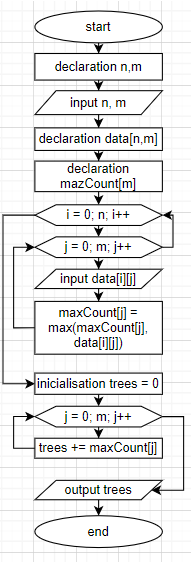 start
declaration n,m
input n, m
declaration data[n,m]
declaration
mazCount[m]
i = 0; n; i++
j = 0; m; j++
input data[i][j]
maxCount[j] =
max(maxCount[j],
data[i][j])
inicialisation trees = 0
j = 0; m; j++
trees += maxCount[j]
output trees
end